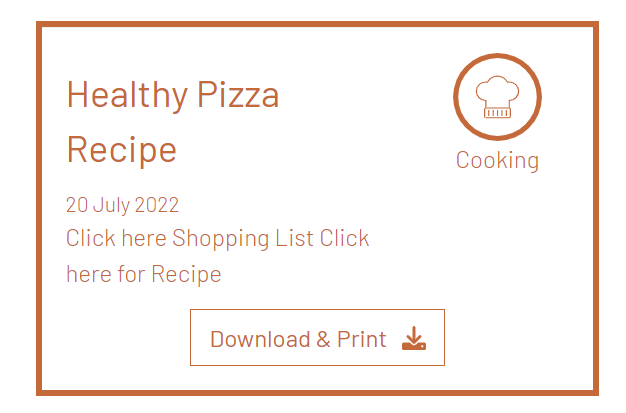 Healthy Pizza
Recipe
Cooking
20 July 2022
Click here Shopping List Click
here for Recipe
Download & Print